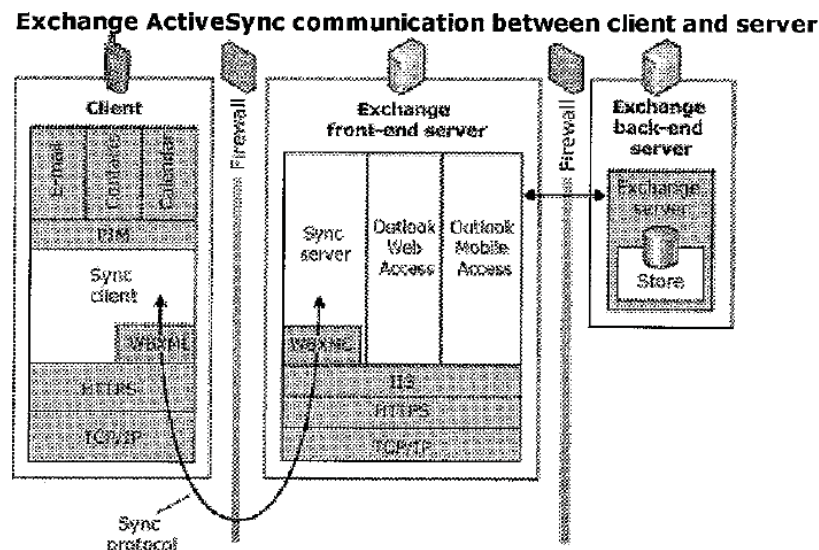 Exchange ActiveSync communication between client and server
Client
E-mail
Contacts
Calendar
PIM
Sync
client
WBXML
HTTPS
TCP/IP
Sync
protocol
Firewall
Exchange
front-end server
Sync
server
Outlook
Web
Access
Outlook
Mobile
Access
WBXML
IIS
HTTPS
TCP/IP
Firewall
Exchange
back-end
server
Exchange
server
Store